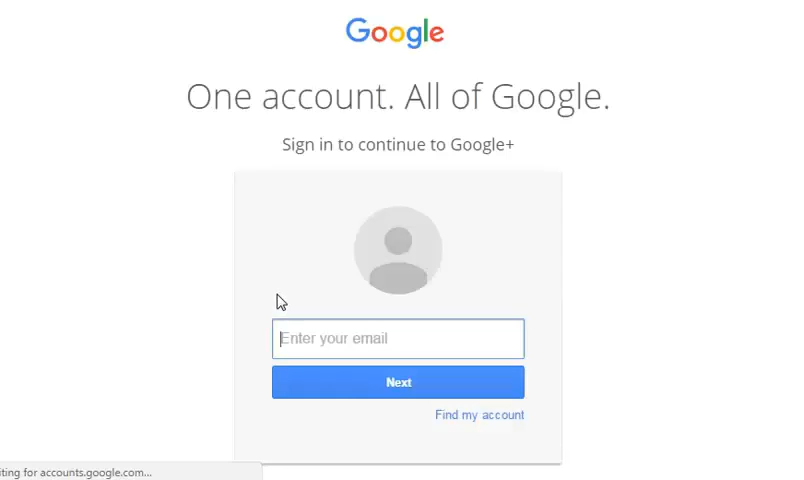 Google
One account. All of Google.
Sign in to continue to Google+
Enter your email
Next
Find my account
iting for accounts.google.com...